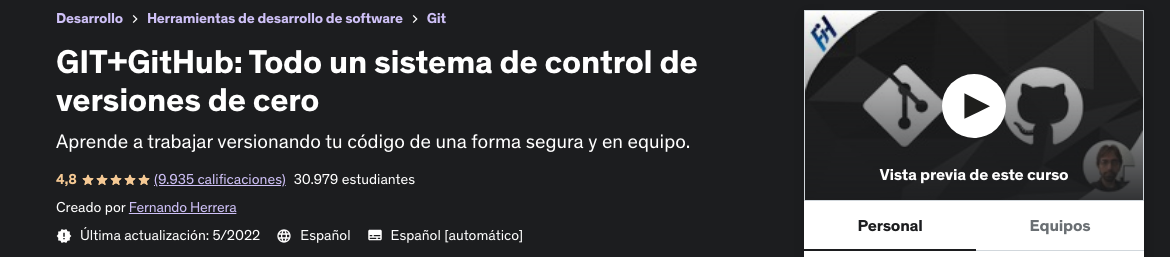 Desarrollo > Herramientas de desarrollo de software > Git
GIT+GitHub: Todo un sistema de control de
versiones de cero
Aprende a trabajar versionando tu código de una forma segura y en equipo.
4,8 (9.935 calificaciones) 30.979 estudiantes
Creado por Fernando Herrera
Última actualización: 5/2022 Español Español [automático]
FH
Vista previa de este curso
Personal Equipos